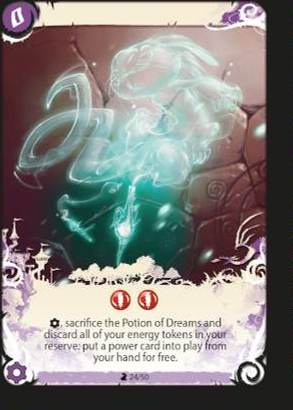 0
, sacrifice the Potion of Dreams and
discard all of your energy tokens in your
reserve: put a power card into play from
your hand for free.
24/50